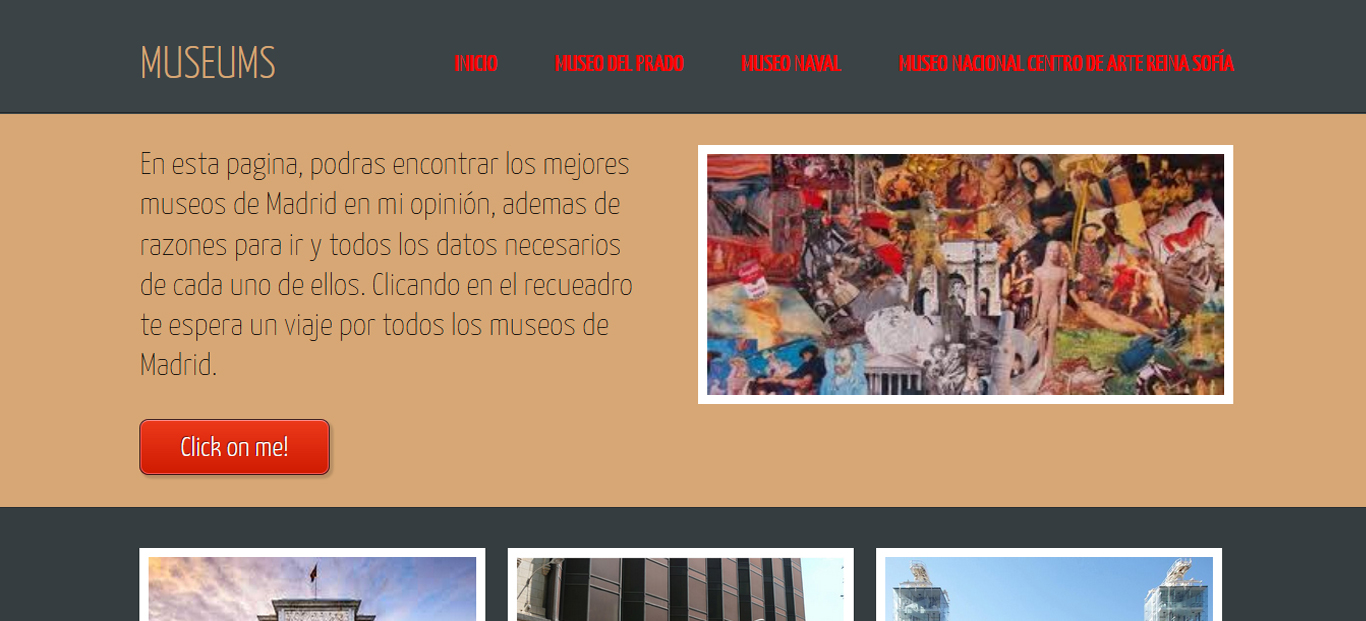 MUSEUMS
INICIO
MUSEO DEL PRADO
MUSEO NAVAL
MUSEO NACIONAL CENTRO DE ARTE REINA SOFÍA
En esta pagina, podras encontrar los mejores
museos de Madrid en mi opinión, ademas de
razones para ir y todos los datos necesarios
de cada uno de ellos. Clicando en el recueadro
te espera un viaje por todos los museos de
Madrid.
Click on me!